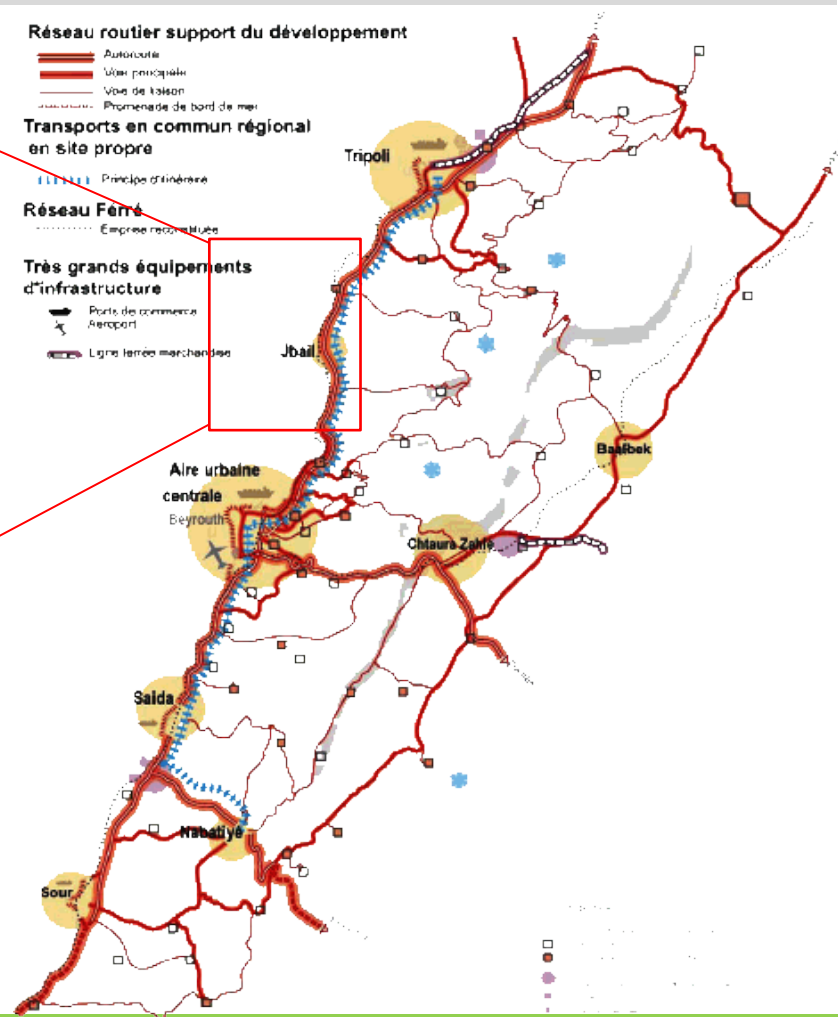 Réseau routier support du développement
Autoroute
Voie principale
Voie de liaison
Promenade de bord de mer
Transports en commun régional
en site propre
Principe d'itinéraire
Réseau Ferré
Emprise reconstituée
Très grands équipements
d'infrastructure
Ports de commerce
Aéroport
Ligne ferrée marchandise
Tripoli
Jbail
Baalbek
Aire urbaine
centrale
Beyrouth
Chtaura Zahle
Saida
Nabatiyé
Sour